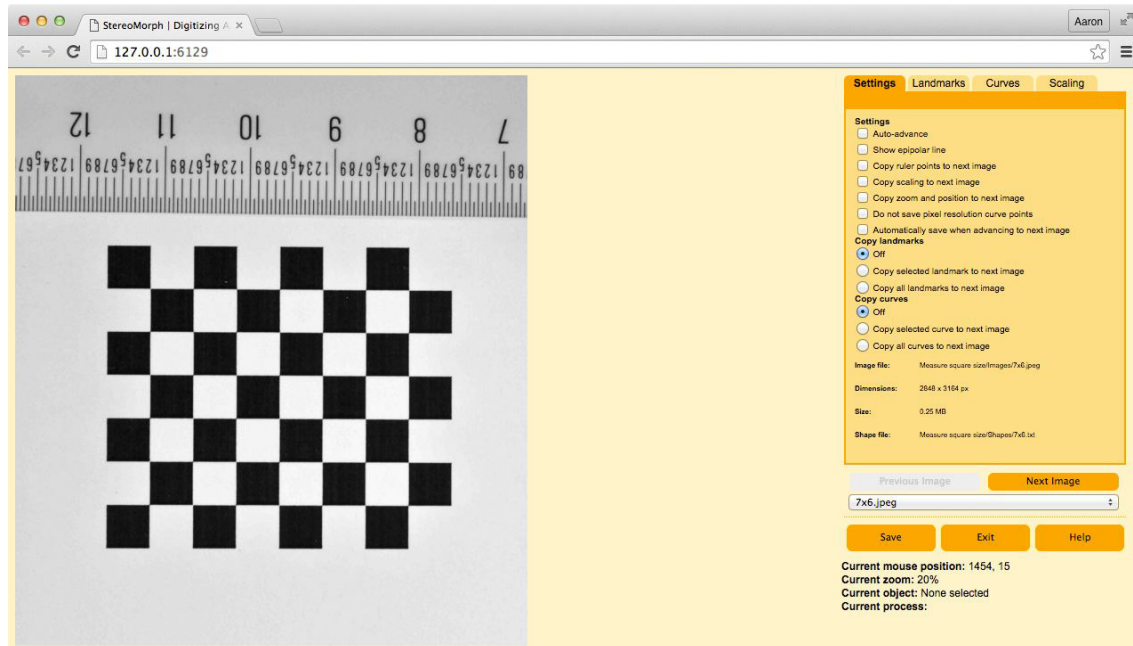 StereoMorph | Digitizing A
Aaron
127.0.0.1:6129
12 11 10 9 8 7
Settings Landmarks Curves Scaling
Settings
Auto-advance
Show epipolar line
Copy ruler points to next image
Copy scaling to next image
Copy zoom and position to next image
Do not save pixel resolution curve points
Automatically save when advancing to next image
Copy landmarks
Off
Copy selected landmark to next image
Copy all landmarks to next image
Copy curves
Off
Copy selected curve to next image
Copy all curves to next image
Image file: Measure square size/Images/7x6.jpeg
Dimensions: 2848 x 3164 px
Size: 0.25 MB
Shape file: Measure square size/Shapes/7x6.txt
Previous Image Next Image
7x6.jpeg
Save Exit Help
Current mouse position: 1454, 15
Current zoom: 20%
Current object: None selected
Current process: